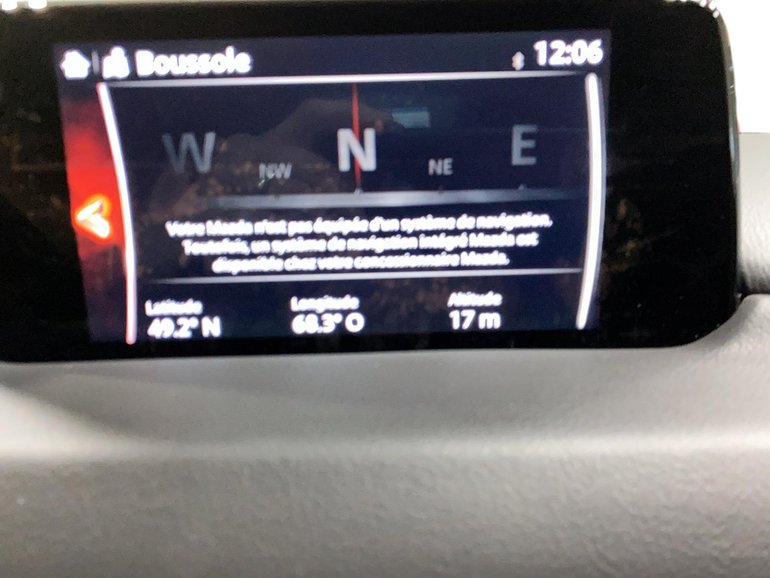 Boussole 12:06
W NW N NE E
Votre Mazda n'est pas équipée d'un système de navigation.
Toutefois, un système de navigation intégré Mazda est
disponible chez votre concessionnaire Mazda.
Latitude Longitude Altitude
49.2° N 68.3° O 17 m